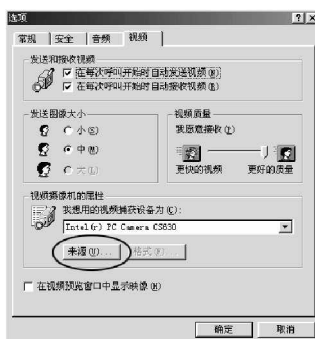 选项
常规 安全 音频 视频
发送和接收视频
在每次呼叫开始时自动发送视频(N)
在每次呼叫开始时自动接收视频(R)
发送图像大小
小(S)
中(M)
大(L)
视频质量
我愿意接收(I)
更快的视频 更好的质量
视频摄像机的属性
我想用的视频捕获设备为(C):
Intel(r) PC Camera CS630
来源(U)... 格式(F)...
在视频预览窗口中显示映像
确定 取消